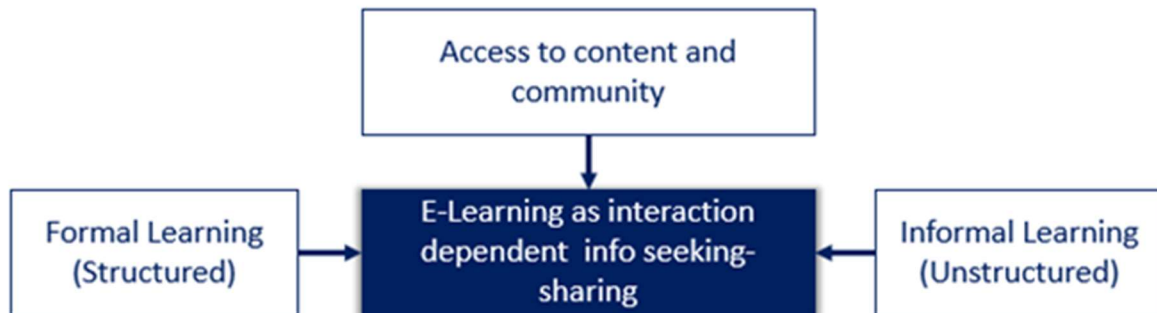 Access to content and
community
Formal Learning
(Structured)
E-Learning as interaction
dependent info seeking-
sharing
Informal Learning
(Unstructured)